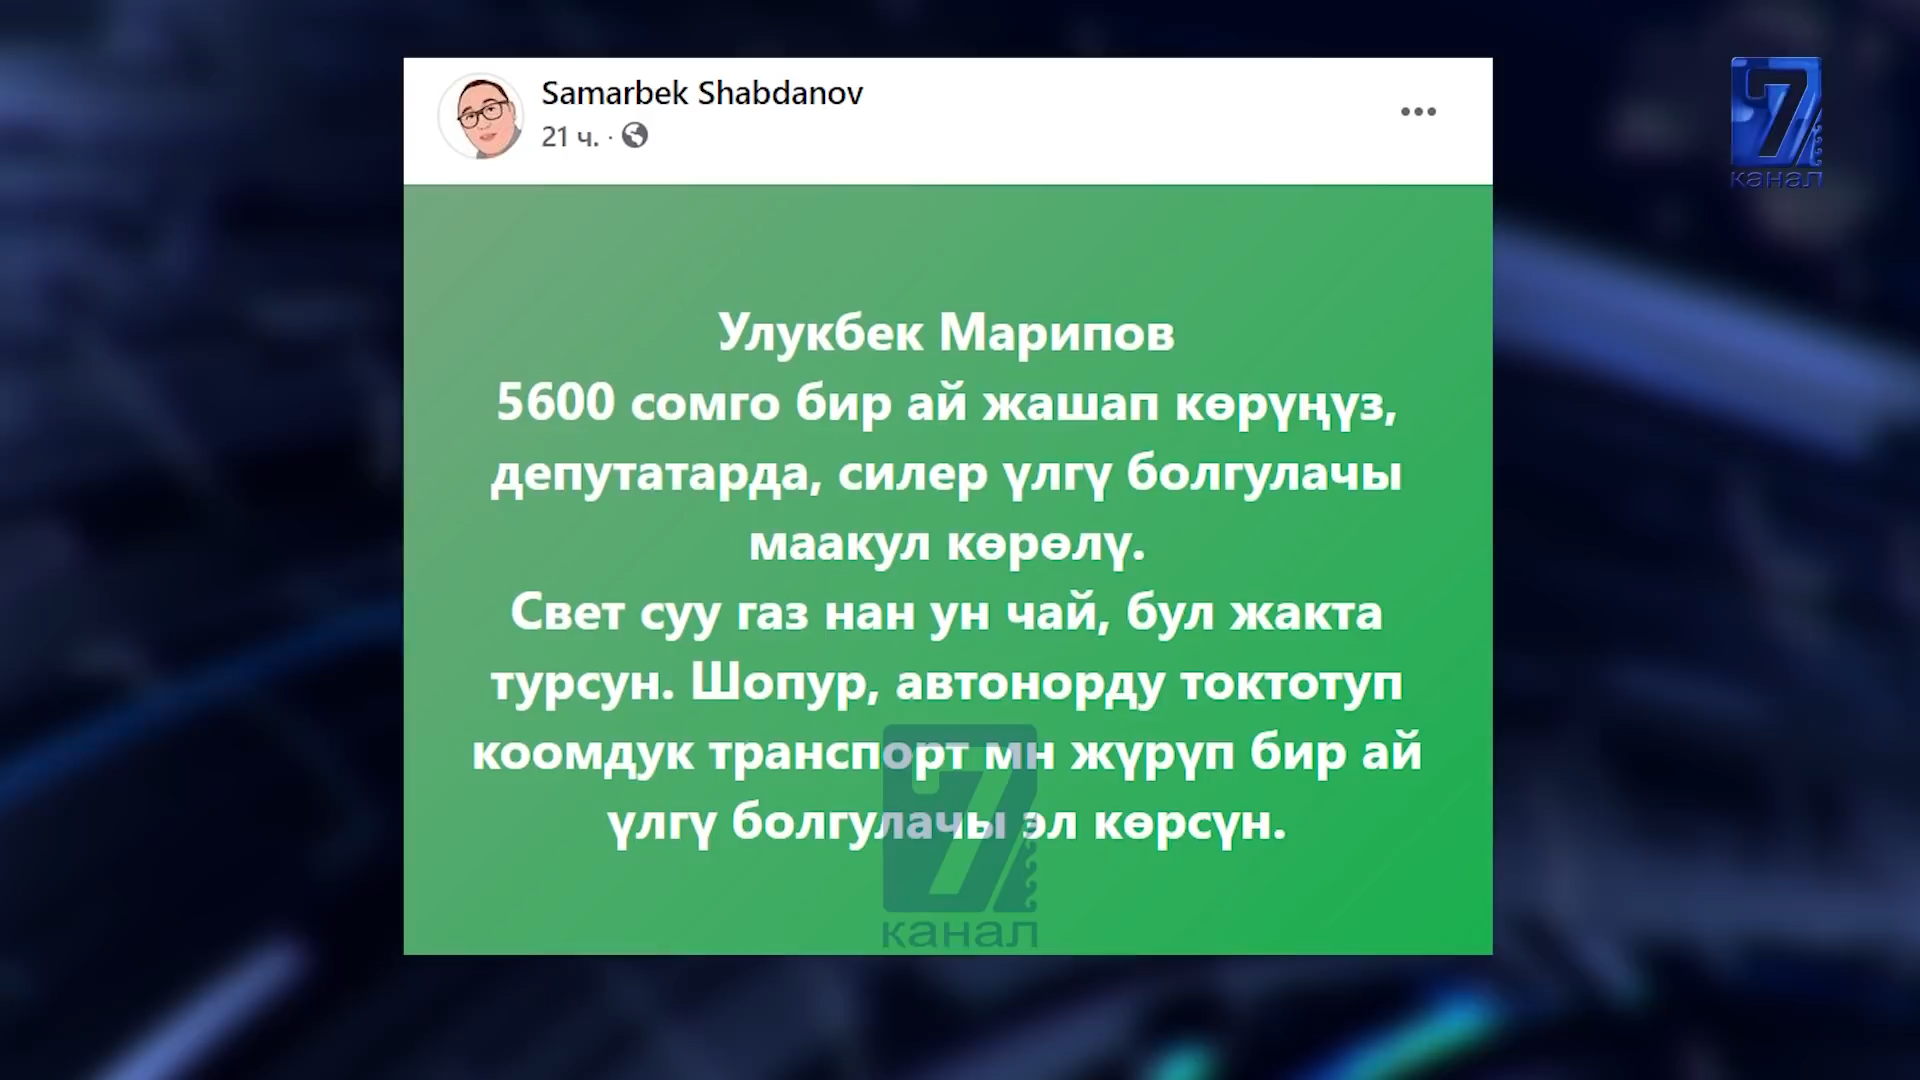 Samarbek Shabdanov
21 ч. ·
7
канал
Улукбек Марипов
5600 сомго бир ай жашап көрүңүз,
депутатарда, силер үлгү болгулачы
маакул көрөлү.
Свет суу газ нан ун чай, бул жакта
турсун. Шопур, автонорду токтотуп
коомдук транспорт мн жүрүп бир ай
үлгү болгулачы эл көрсүн.
7
канал